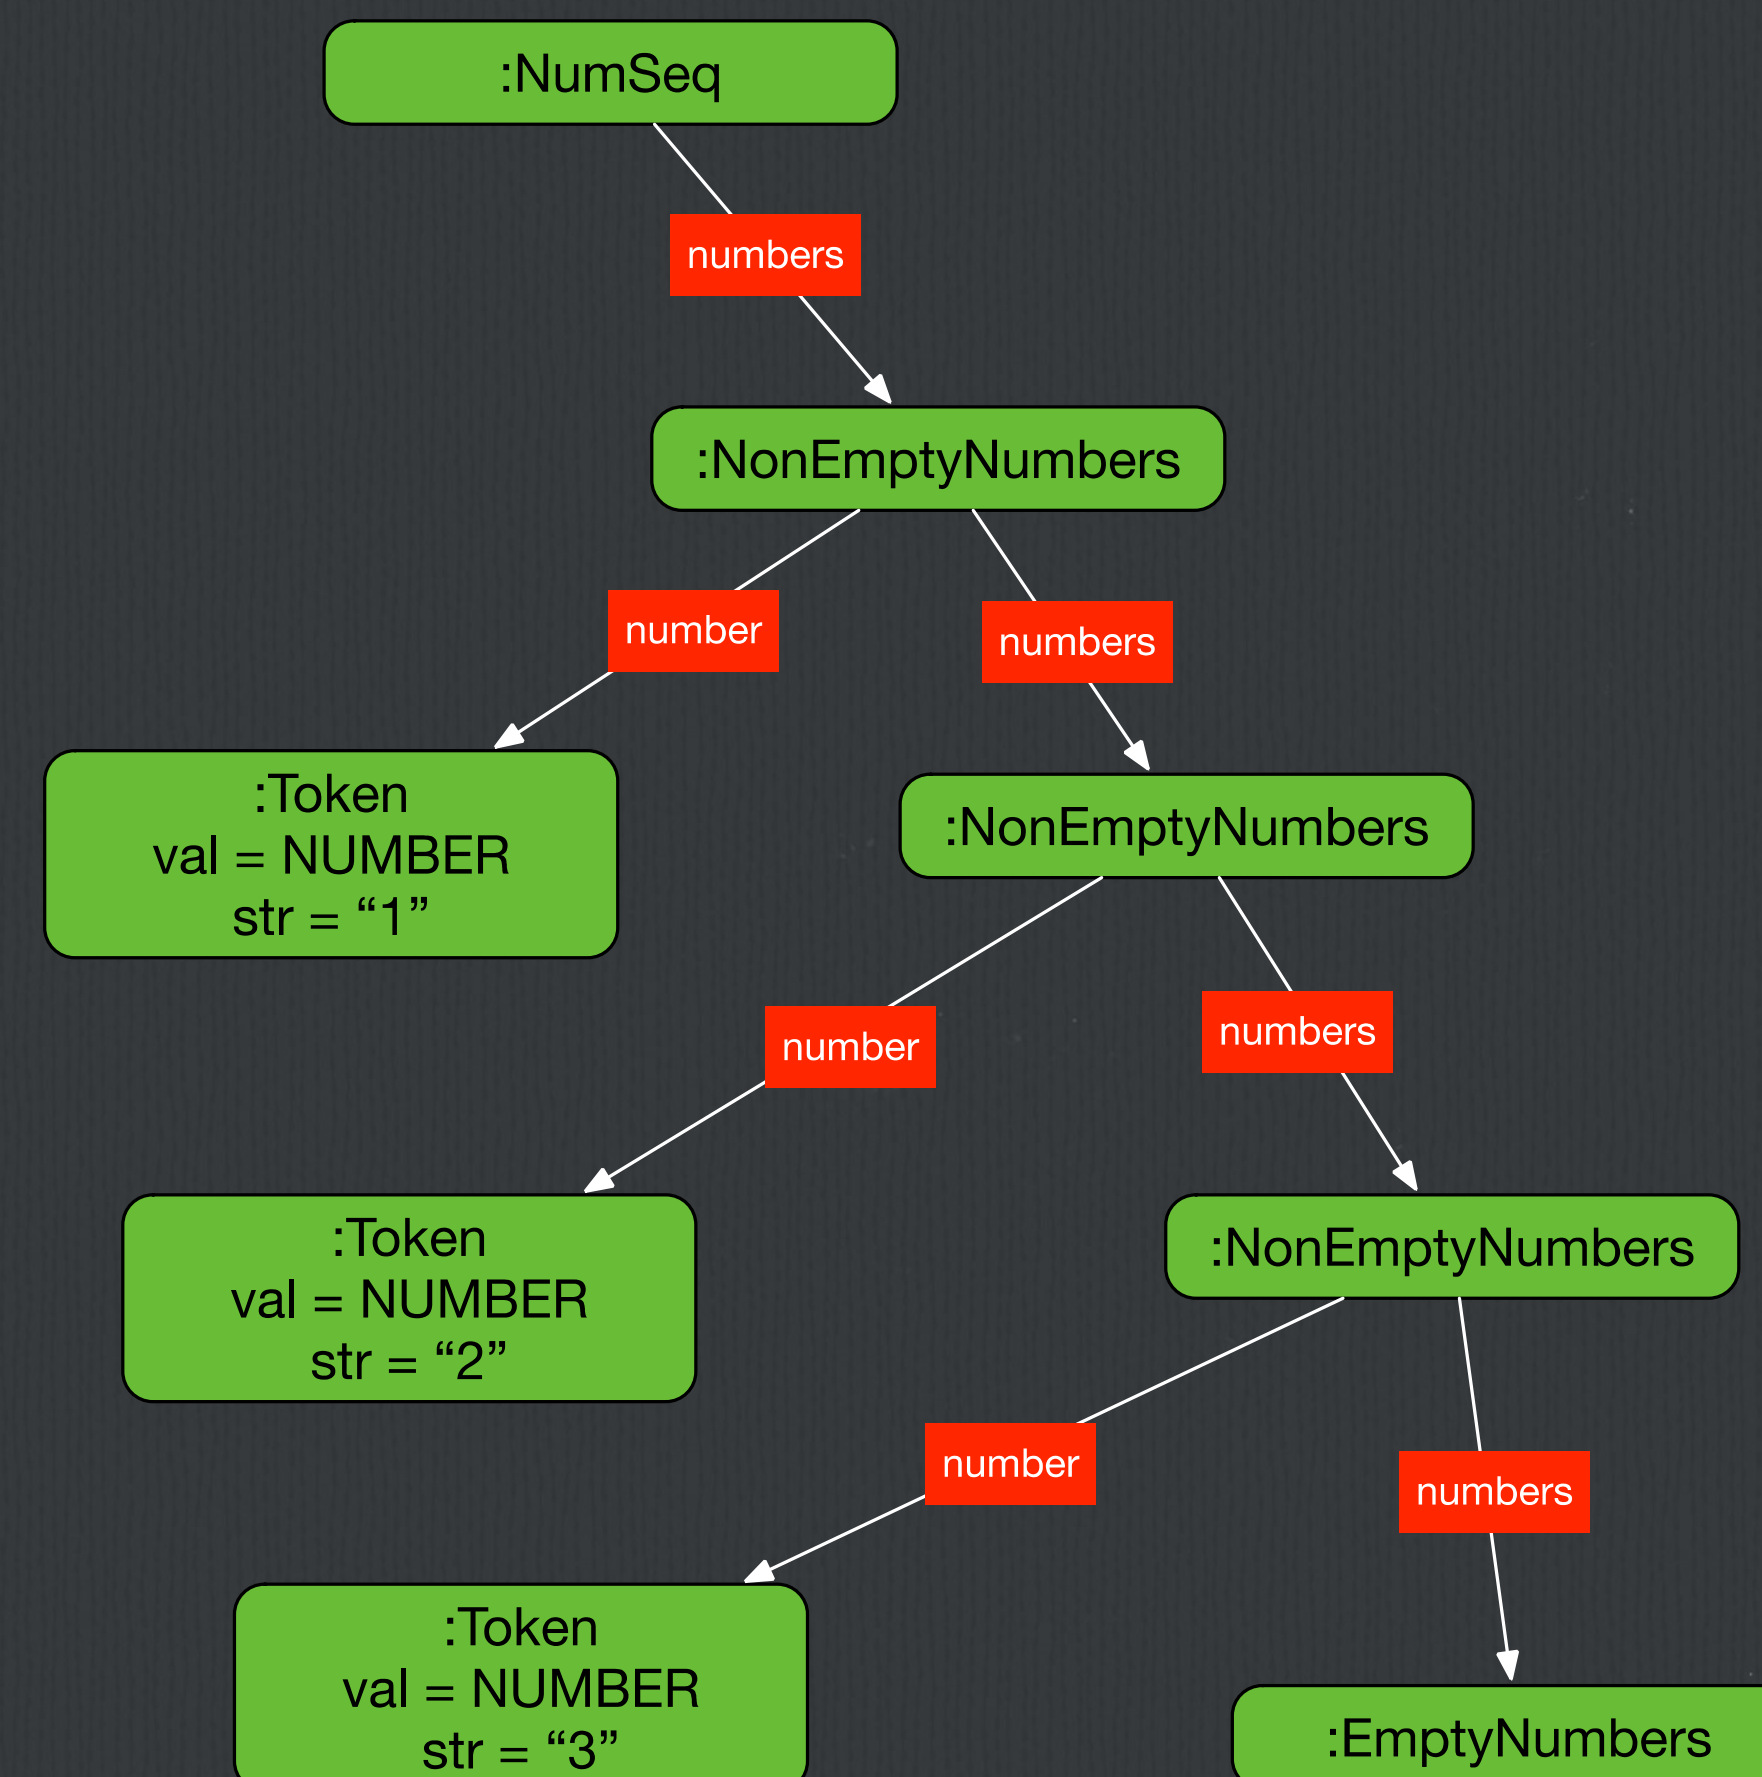 :NumSeq
numbers
:NonEmptyNumbers
number
numbers
:Token
val = NUMBER
str = “1”
:NonEmptyNumbers
number
numbers
:Token
val = NUMBER
str = “2”
:NonEmptyNumbers
number
numbers
:Token
val = NUMBER
str = “3”
:EmptyNumbers